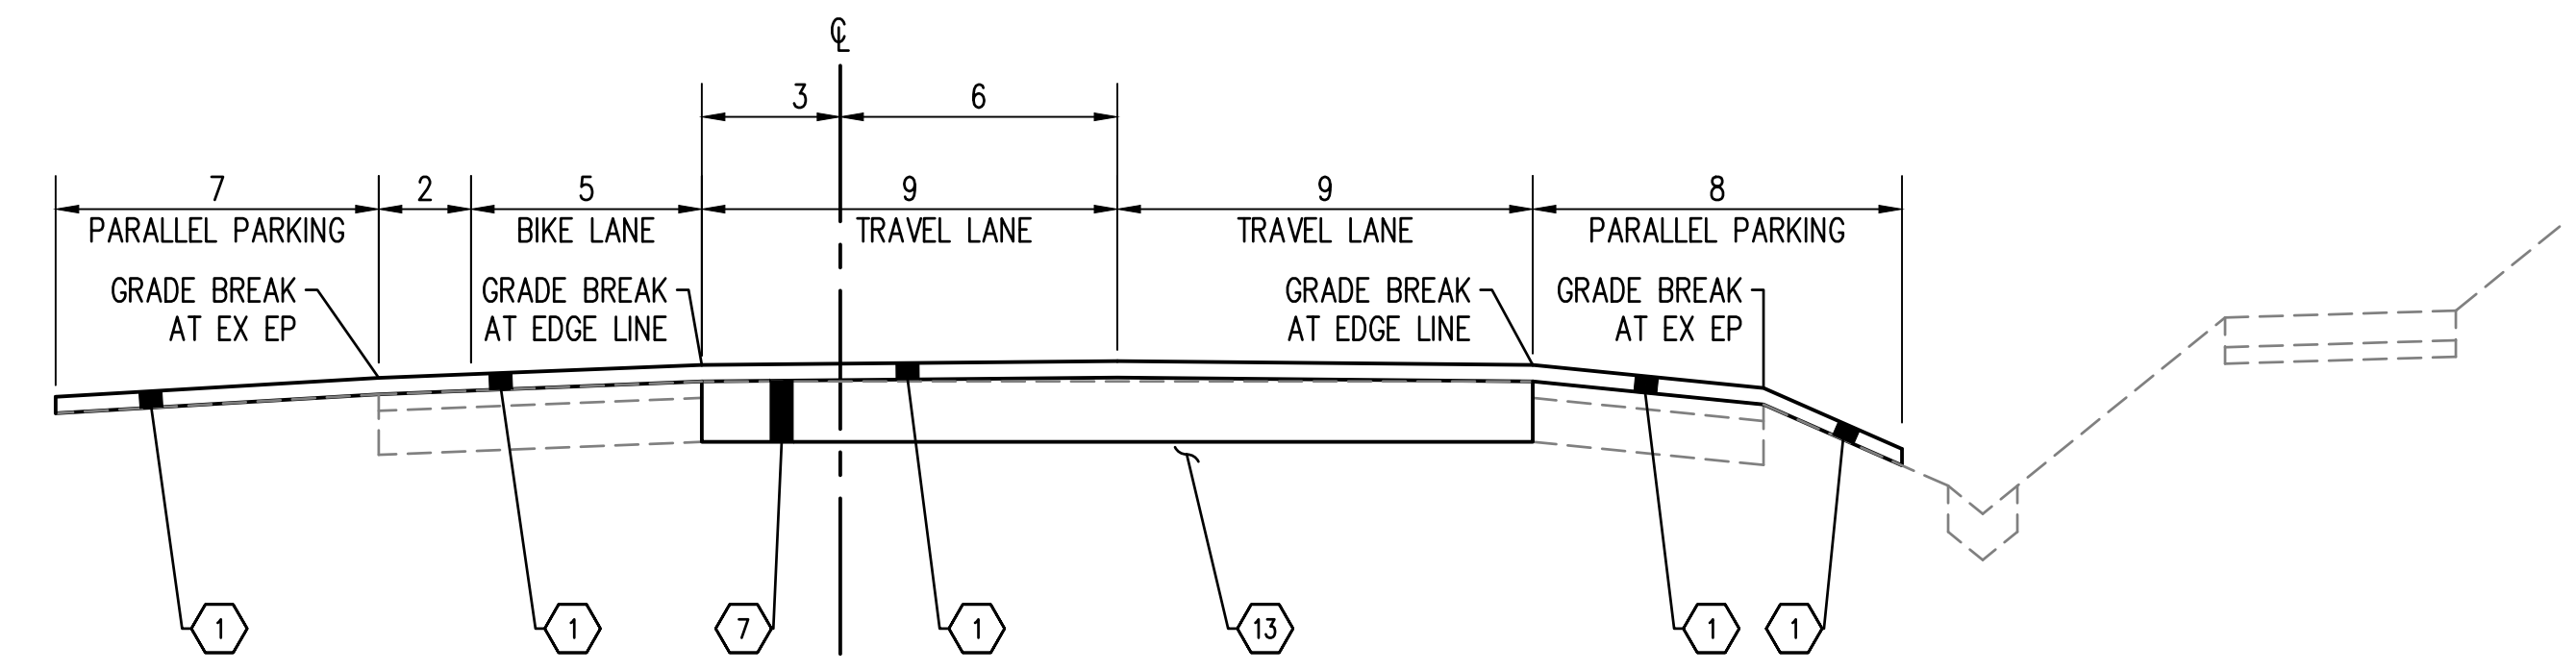 ℄
3 6
7 2 5 9 9 8
PARALLEL PARKING BIKE LANE TRAVEL LANE TRAVEL LANE PARALLEL PARKING
GRADE BREAK
AT EX EP
GRADE BREAK
AT EDGE LINE
GRADE BREAK
AT EDGE LINE
GRADE BREAK
AT EX EP
1 1 7 1 13 1 1